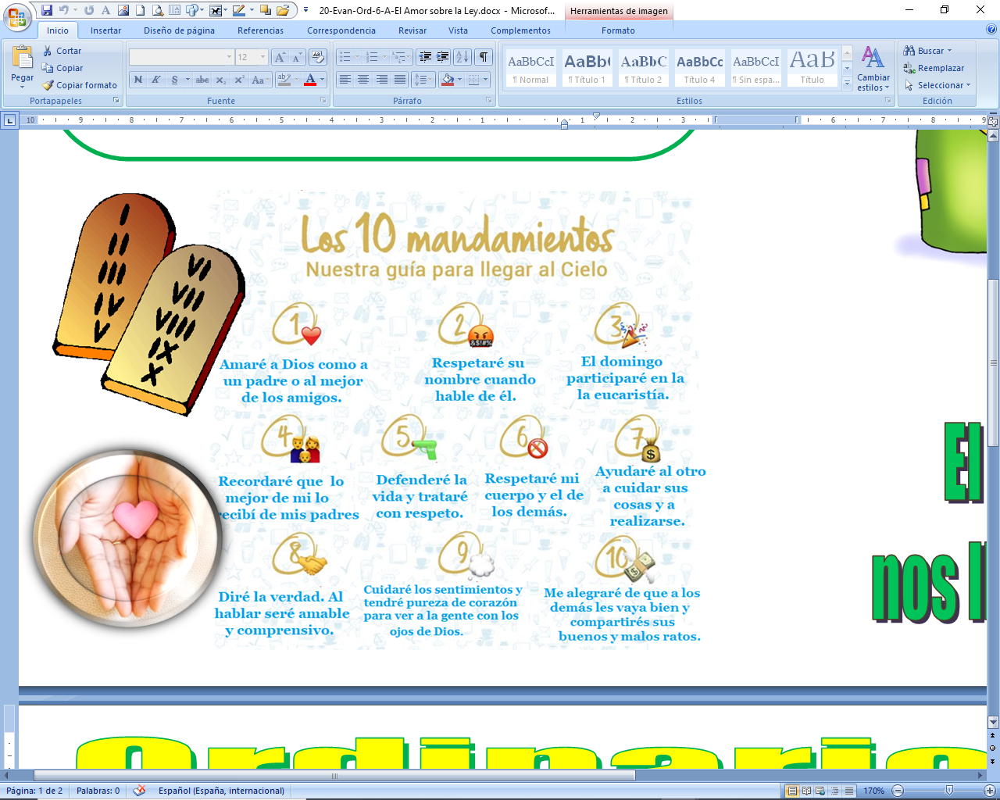 20-Evan-Ord-6-A-El Amor sobre la Ley.docx - Microsof...
Herramientas de imagen
Inicio Insertar Diseño de página Referencias Correspondencia Revisar Vista Complementos Formato
Pegar
Cortar
Copiar
Copiar formato
Portapapeles
12
Fuente
Párrafo
AaBbCcI AaBb( AaBbC AaBbCc AaBbCcI AaB
¶ Normal ¶ Título 1 ¶ Título 2 Título 4 ¶ Sin espa... Título
Cambiar
estilos
Estilos
Buscar
Reemplazar
Seleccionar
Edición
10 9 8 7 6 5 4 3 2 1 1 2 3 6 7 8 9
I
II
III
IV
V
VI
VII
VIII
IX
X
Los 10 mandamientos
Nuestra guía para llegar al Cielo
1
Amaré a Dios como a
un padre o al mejor
de los amigos.
2
&$!#%
Respetaré su
nombre cuando
hable de él.
3
El domingo
participaré en la
la eucaristía.
4
Recordaré que lo
mejor de mi lo
recibí de mis padres
5
Defenderé la
vida y trataré
con respeto.
6
Respetaré mi
cuerpo y el de
los demás.
7
$
Ayudaré al otro
a cuidar sus
cosas y a
realizarse.
8
Diré la verdad. Al
hablar seré amable
y comprensivo.
9
Cuidaré los sentimientos y
tendré pureza de corazón
para ver a la gente con los
ojos de Dios.
10
Me alegraré de que a los
demás les vaya bien y
compartirés sus
buenos y malos ratos.
El
nos l
Ordinario
Página: 1 de 2 Palabras: 0 Español (España, internacional) 170%